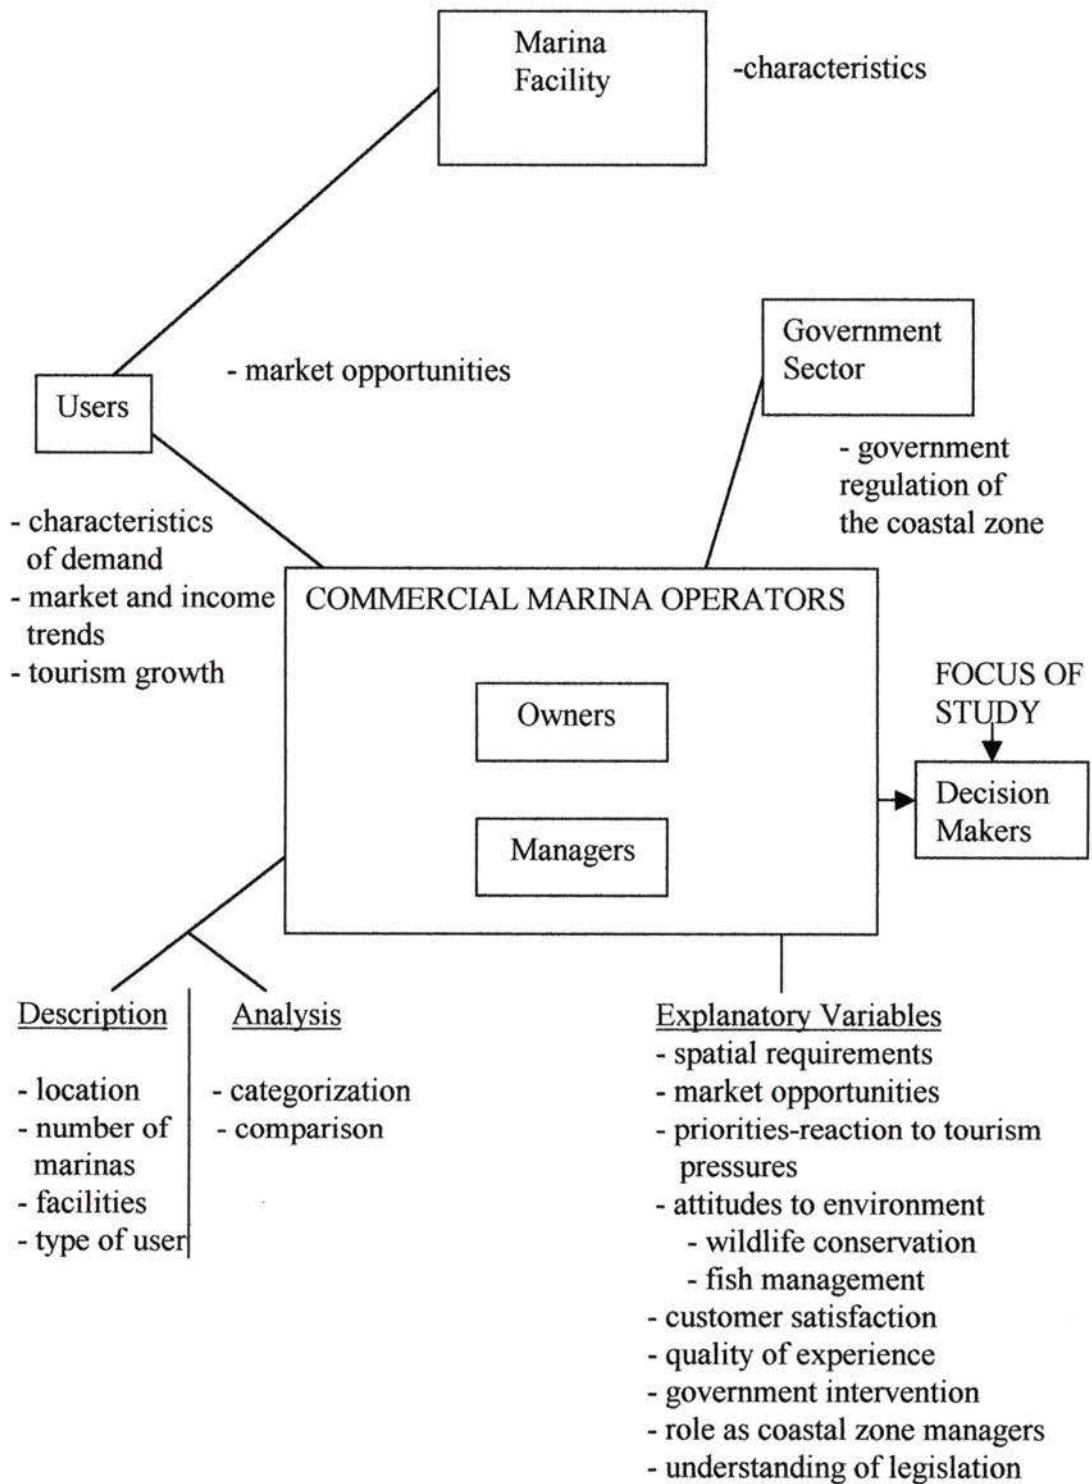 Marina
Facility
-characteristics
Government
Sector
- market opportunities
Users
- government
regulation of
the coastal zone
- characteristics
of demand
- market and income
trends
- tourism growth
COMMERCIAL MARINA OPERATORS
Owners
Managers
FOCUS OF
STUDY
Decision
Makers
Description
- location
- number of
marinas
- facilities
- type of user
Analysis
- categorization
- comparison
Explanatory Variables
- spatial requirements
- market opportunities
- priorities-reaction to tourism
pressures
- attitudes to environment
- wildlife conservation
- fish management
- customer satisfaction
- quality of experience
- government intervention
- role as coastal zone managers
- understanding of legislation